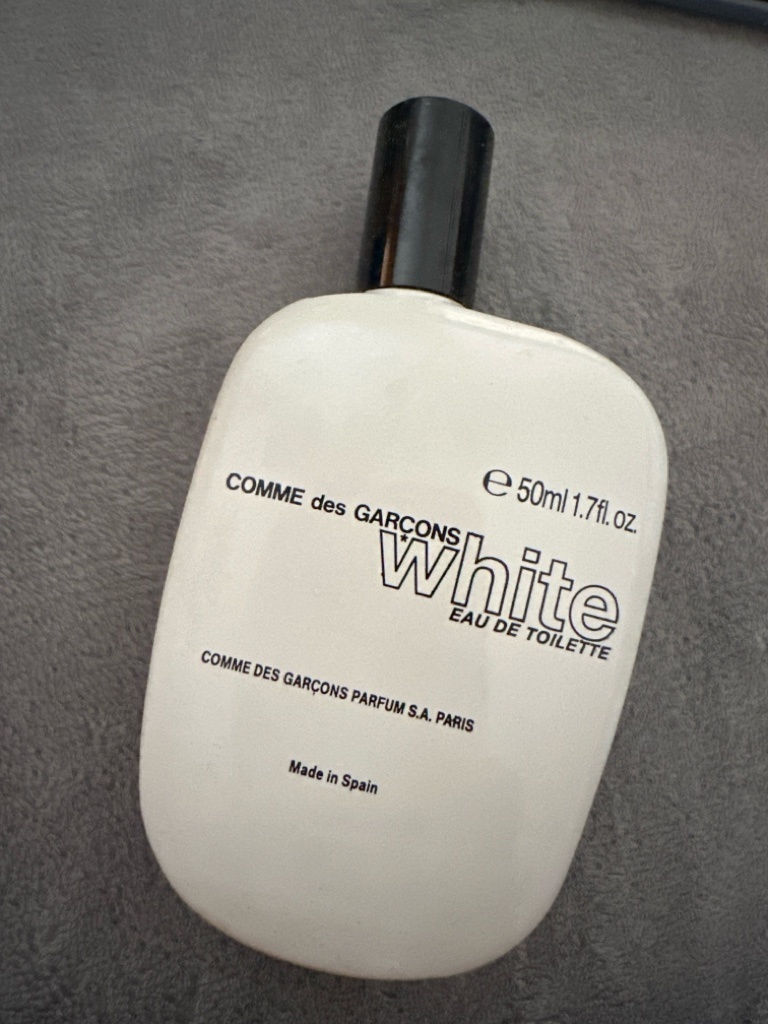 ℮ 50ml 1.7fl. oz.
COMME des GARÇONS
white
EAU DE TOILETTE
COMME DES GARÇONS PARFUM S.A. PARIS
Made in Spain